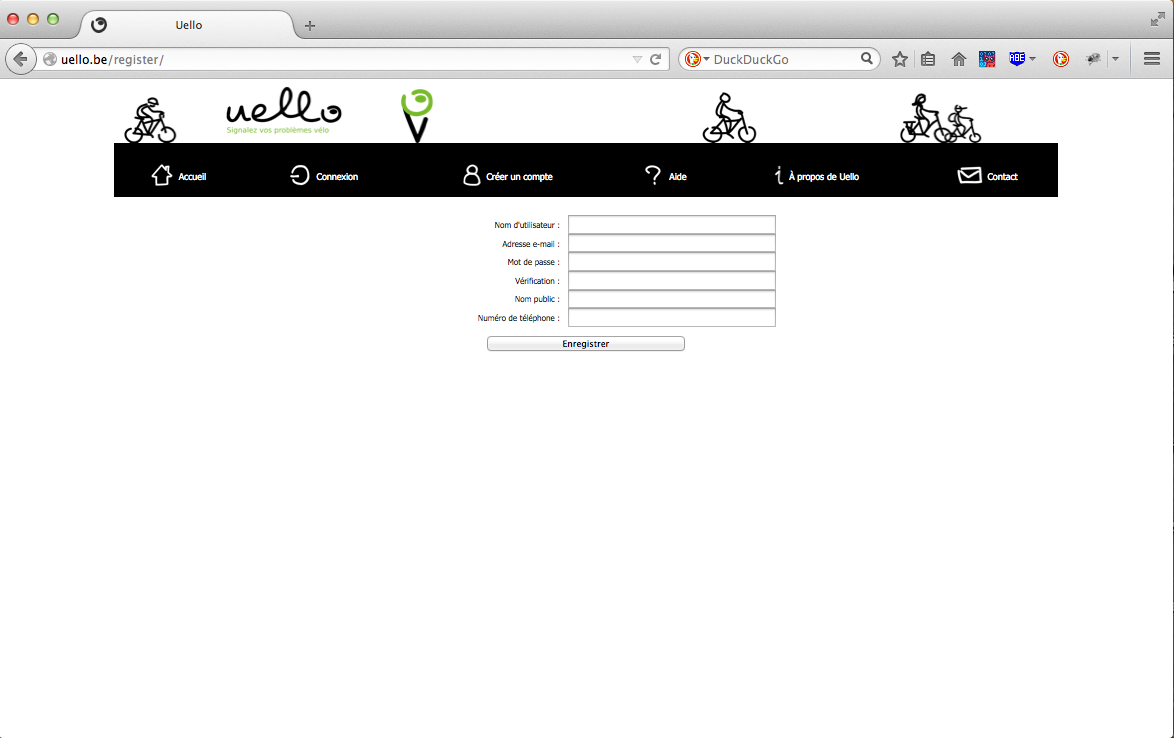 Uello
uello.be/register/
DuckDuckGo
ABE
uello
Signalez vos problèmes vélo
Accueil
Connexion
Créer un compte
Aide
À propos de Uello
Contact
Nom d'utilisateur :
Adresse e-mail :
Mot de passe :
Vérification :
Nom public :
Numéro de téléphone :
Enregistrer